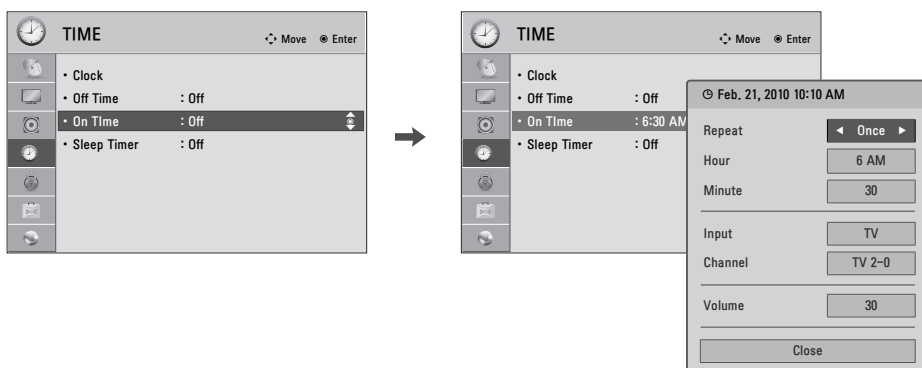 TIME
Move Enter
• Clock
• Off Time : Off
• On TIme : Off
• Sleep Timer : Off
TIME
Move Enter
• Clock
• Off Time : Off
• On TIme : 6:30 AM
• Sleep Timer : Off
Feb. 21, 2010 10:10 AM
Repeat ◄ Once ►
Hour 6 AM
Minute 30
Input TV
Channel TV 2-0
Volume 30
Close